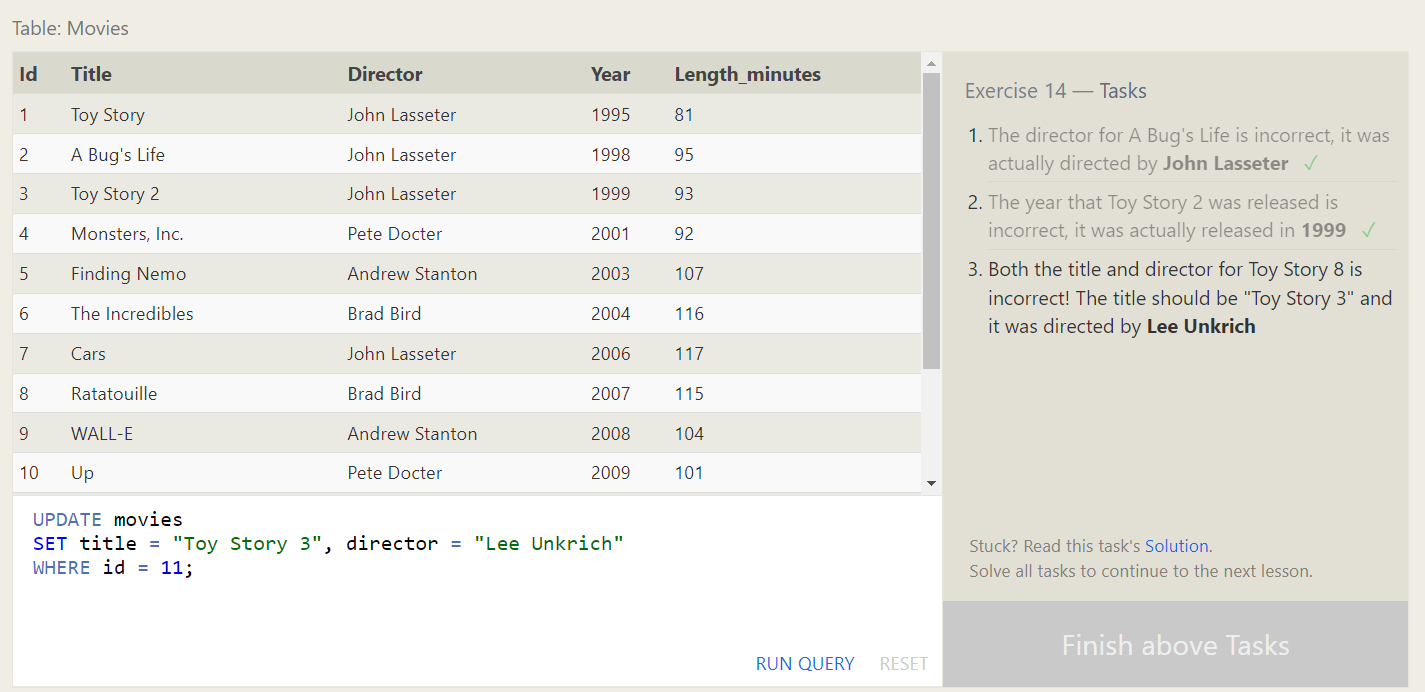 Table: Movies
Id Title Director Year Length_minutes
1 Toy Story John Lasseter 1995 81
2 A Bug's Life John Lasseter 1998 95
3 Toy Story 2 John Lasseter 1999 93
4 Monsters, Inc. Pete Docter 2001 92
5 Finding Nemo Andrew Stanton 2003 107
6 The Incredibles Brad Bird 2004 116
7 Cars John Lasseter 2006 117
8 Ratatouille Brad Bird 2007 115
9 WALL-E Andrew Stanton 2008 104
10 Up Pete Docter 2009 101
UPDATE movies
SET title = "Toy Story 3", director = "Lee Unkrich"
WHERE id = 11;
RUN QUERY RESET
Exercise 14 — Tasks
1. The director for A Bug's Life is incorrect, it was
actually directed by John Lasseter ✓
2. The year that Toy Story 2 was released is
incorrect, it was actually released in 1999 ✓
3. Both the title and director for Toy Story 8 is
incorrect! The title should be "Toy Story 3" and
it was directed by Lee Unkrich
Stuck? Read this task's Solution.
Solve all tasks to continue to the next lesson.
Finish above Tasks